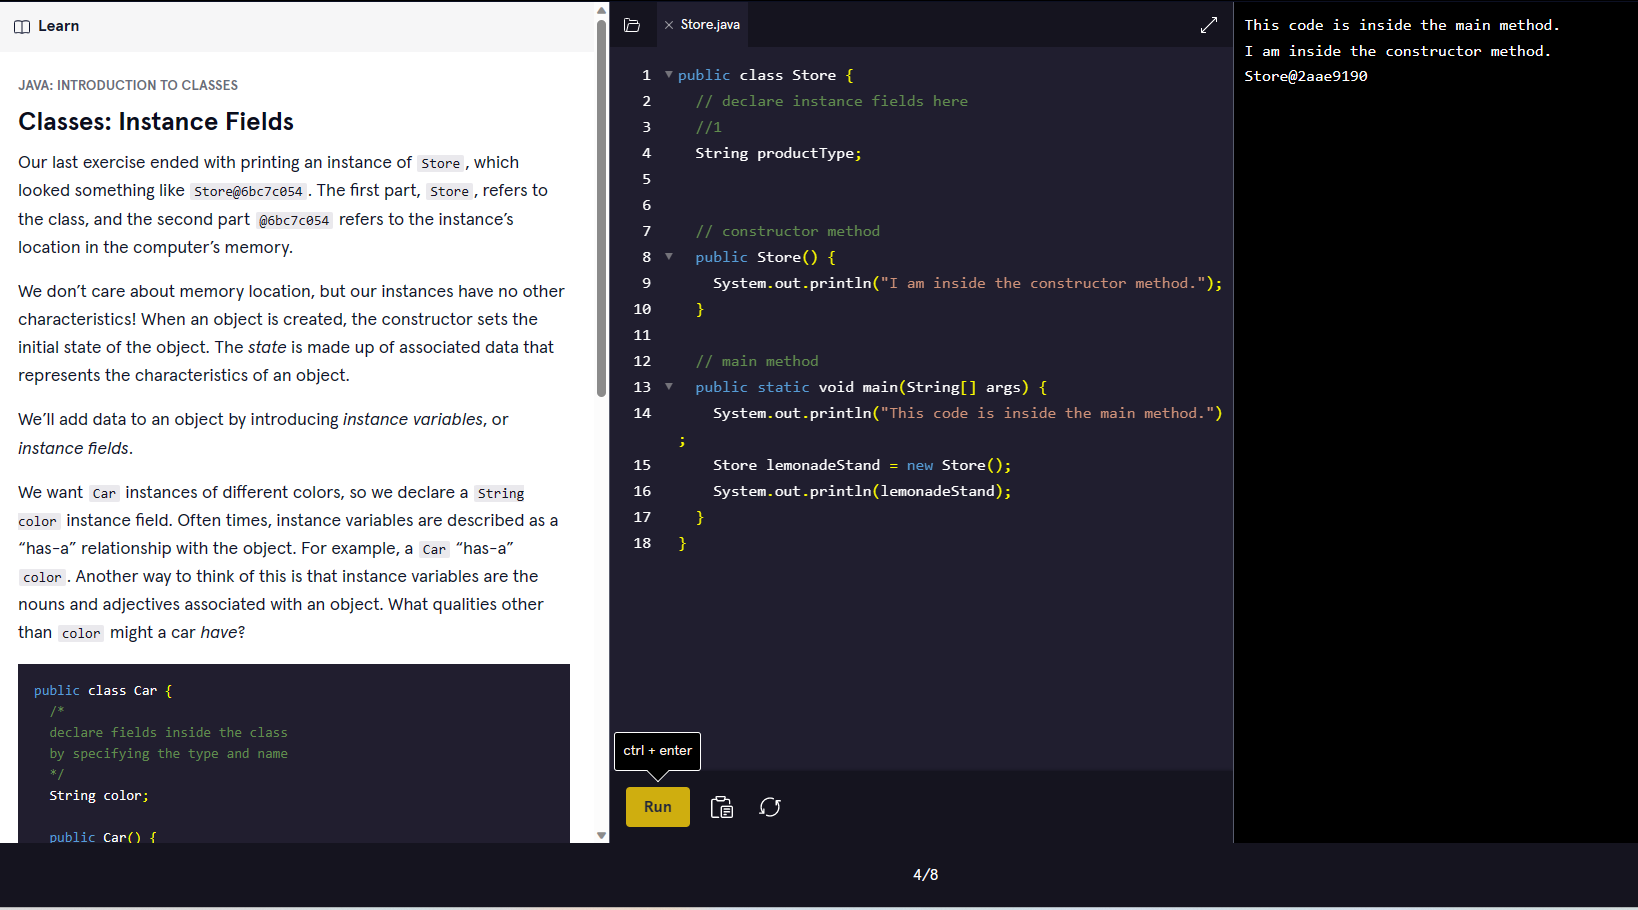 Learn
JAVA: INTRODUCTION TO CLASSES
Classes: Instance Fields
Our last exercise ended with printing an instance of Store, which
looked something like Store@6bc7c054. The first part, Store, refers to
the class, and the second part @6bc7c054 refers to the instance’s
location in the computer’s memory.
We don’t care about memory location, but our instances have no other
characteristics! When an object is created, the constructor sets the
initial state of the object. The state is made up of associated data that
represents the characteristics of an object.
We’ll add data to an object by introducing instance variables, or
instance fields.
We want Car instances of different colors, so we declare a String
color instance field. Often times, instance variables are described as a
“has-a” relationship with the object. For example, a Car “has-a”
color. Another way to think of this is that instance variables are the
nouns and adjectives associated with an object. What qualities other
than color might a car have?
public class Car {
/*
declare fields inside the class
by specifying the type and name
*/
String color;
public Car() {
Store.java
1 public class Store {
2 // declare instance fields here
3 //1
4 String productType;
5
6
7 // constructor method
8 public Store() {
9 System.out.println("I am inside the constructor method.");
10 }
11
12 // main method
13 public static void main(String[] args) {
14 System.out.println("This code is inside the main method.")
;
15 Store lemonadeStand = new Store();
16 System.out.println(lemonadeStand);
17 }
18 }
ctrl + enter
Run
This code is inside the main method.
I am inside the constructor method.
Store@2aae9190
4/8